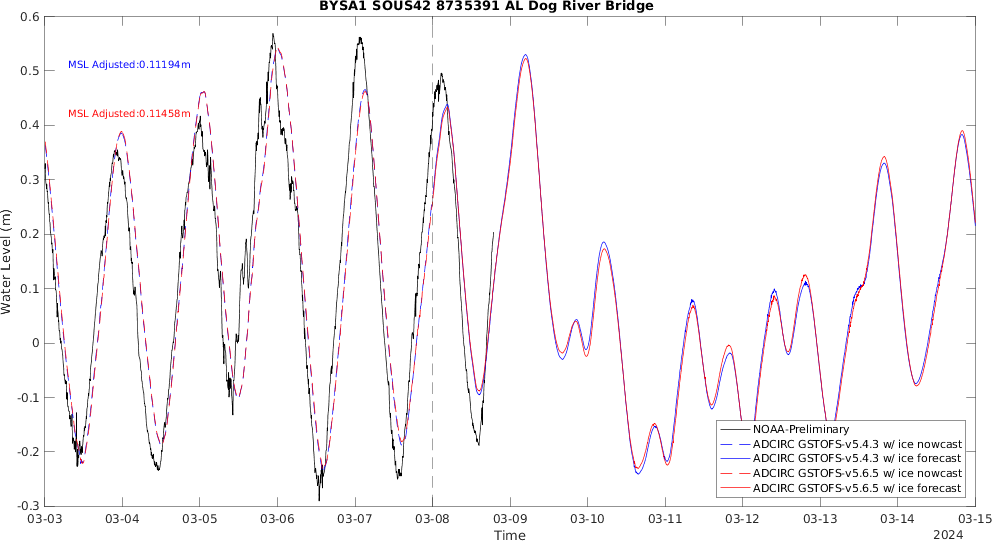 BYSA1 SOUS42 8735391 AL Dog River Bridge
0.6
0.5
0.4
0.3
0.2
0.1
0
-0.1
-0.2
-0.3
Water Level (m)
MSL Adjusted:0.11194m
MSL Adjusted:0.11458m
NOAA-Preliminary
ADCIRC GSTOFS-v5.4.3 w/ ice nowcast
ADCIRC GSTOFS-v5.4.3 w/ ice forecast
ADCIRC GSTOFS-v5.6.5 w/ ice nowcast
ADCIRC GSTOFS-v5.6.5 w/ ice forecast
03-03 03-04 03-05 03-06 03-07 03-08 03-09 03-10 03-11 03-12 03-13 03-14 03-15
Time
2024